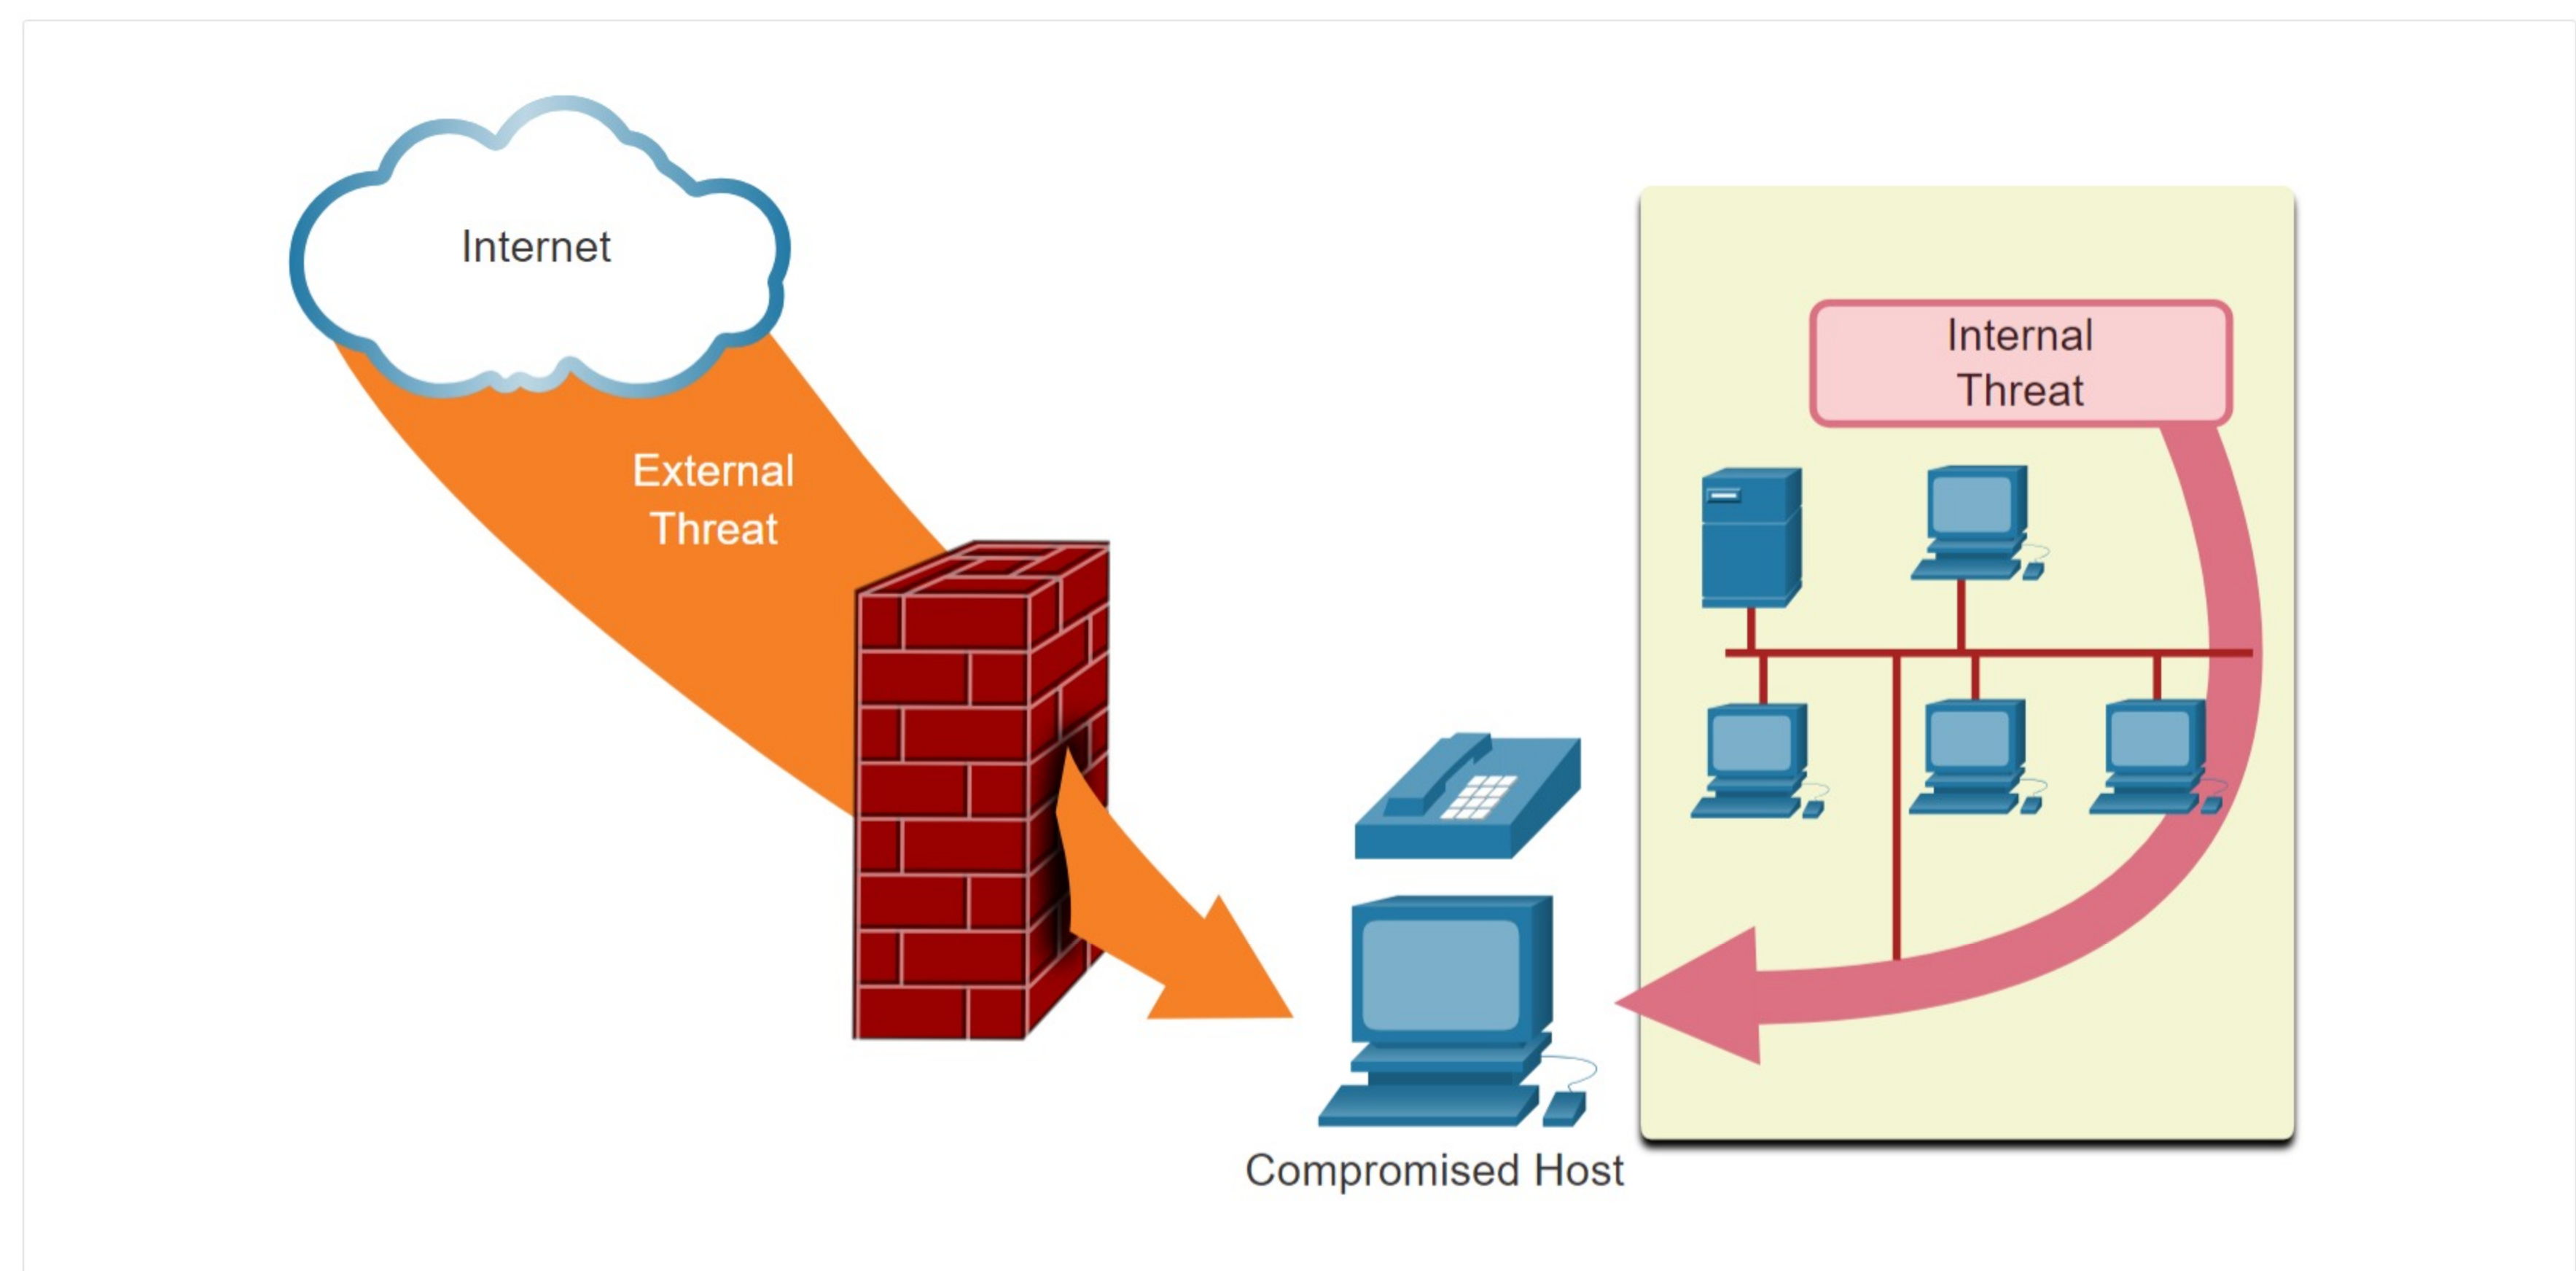 Internet
External
Threat
Internal
Threat
Compromised Host